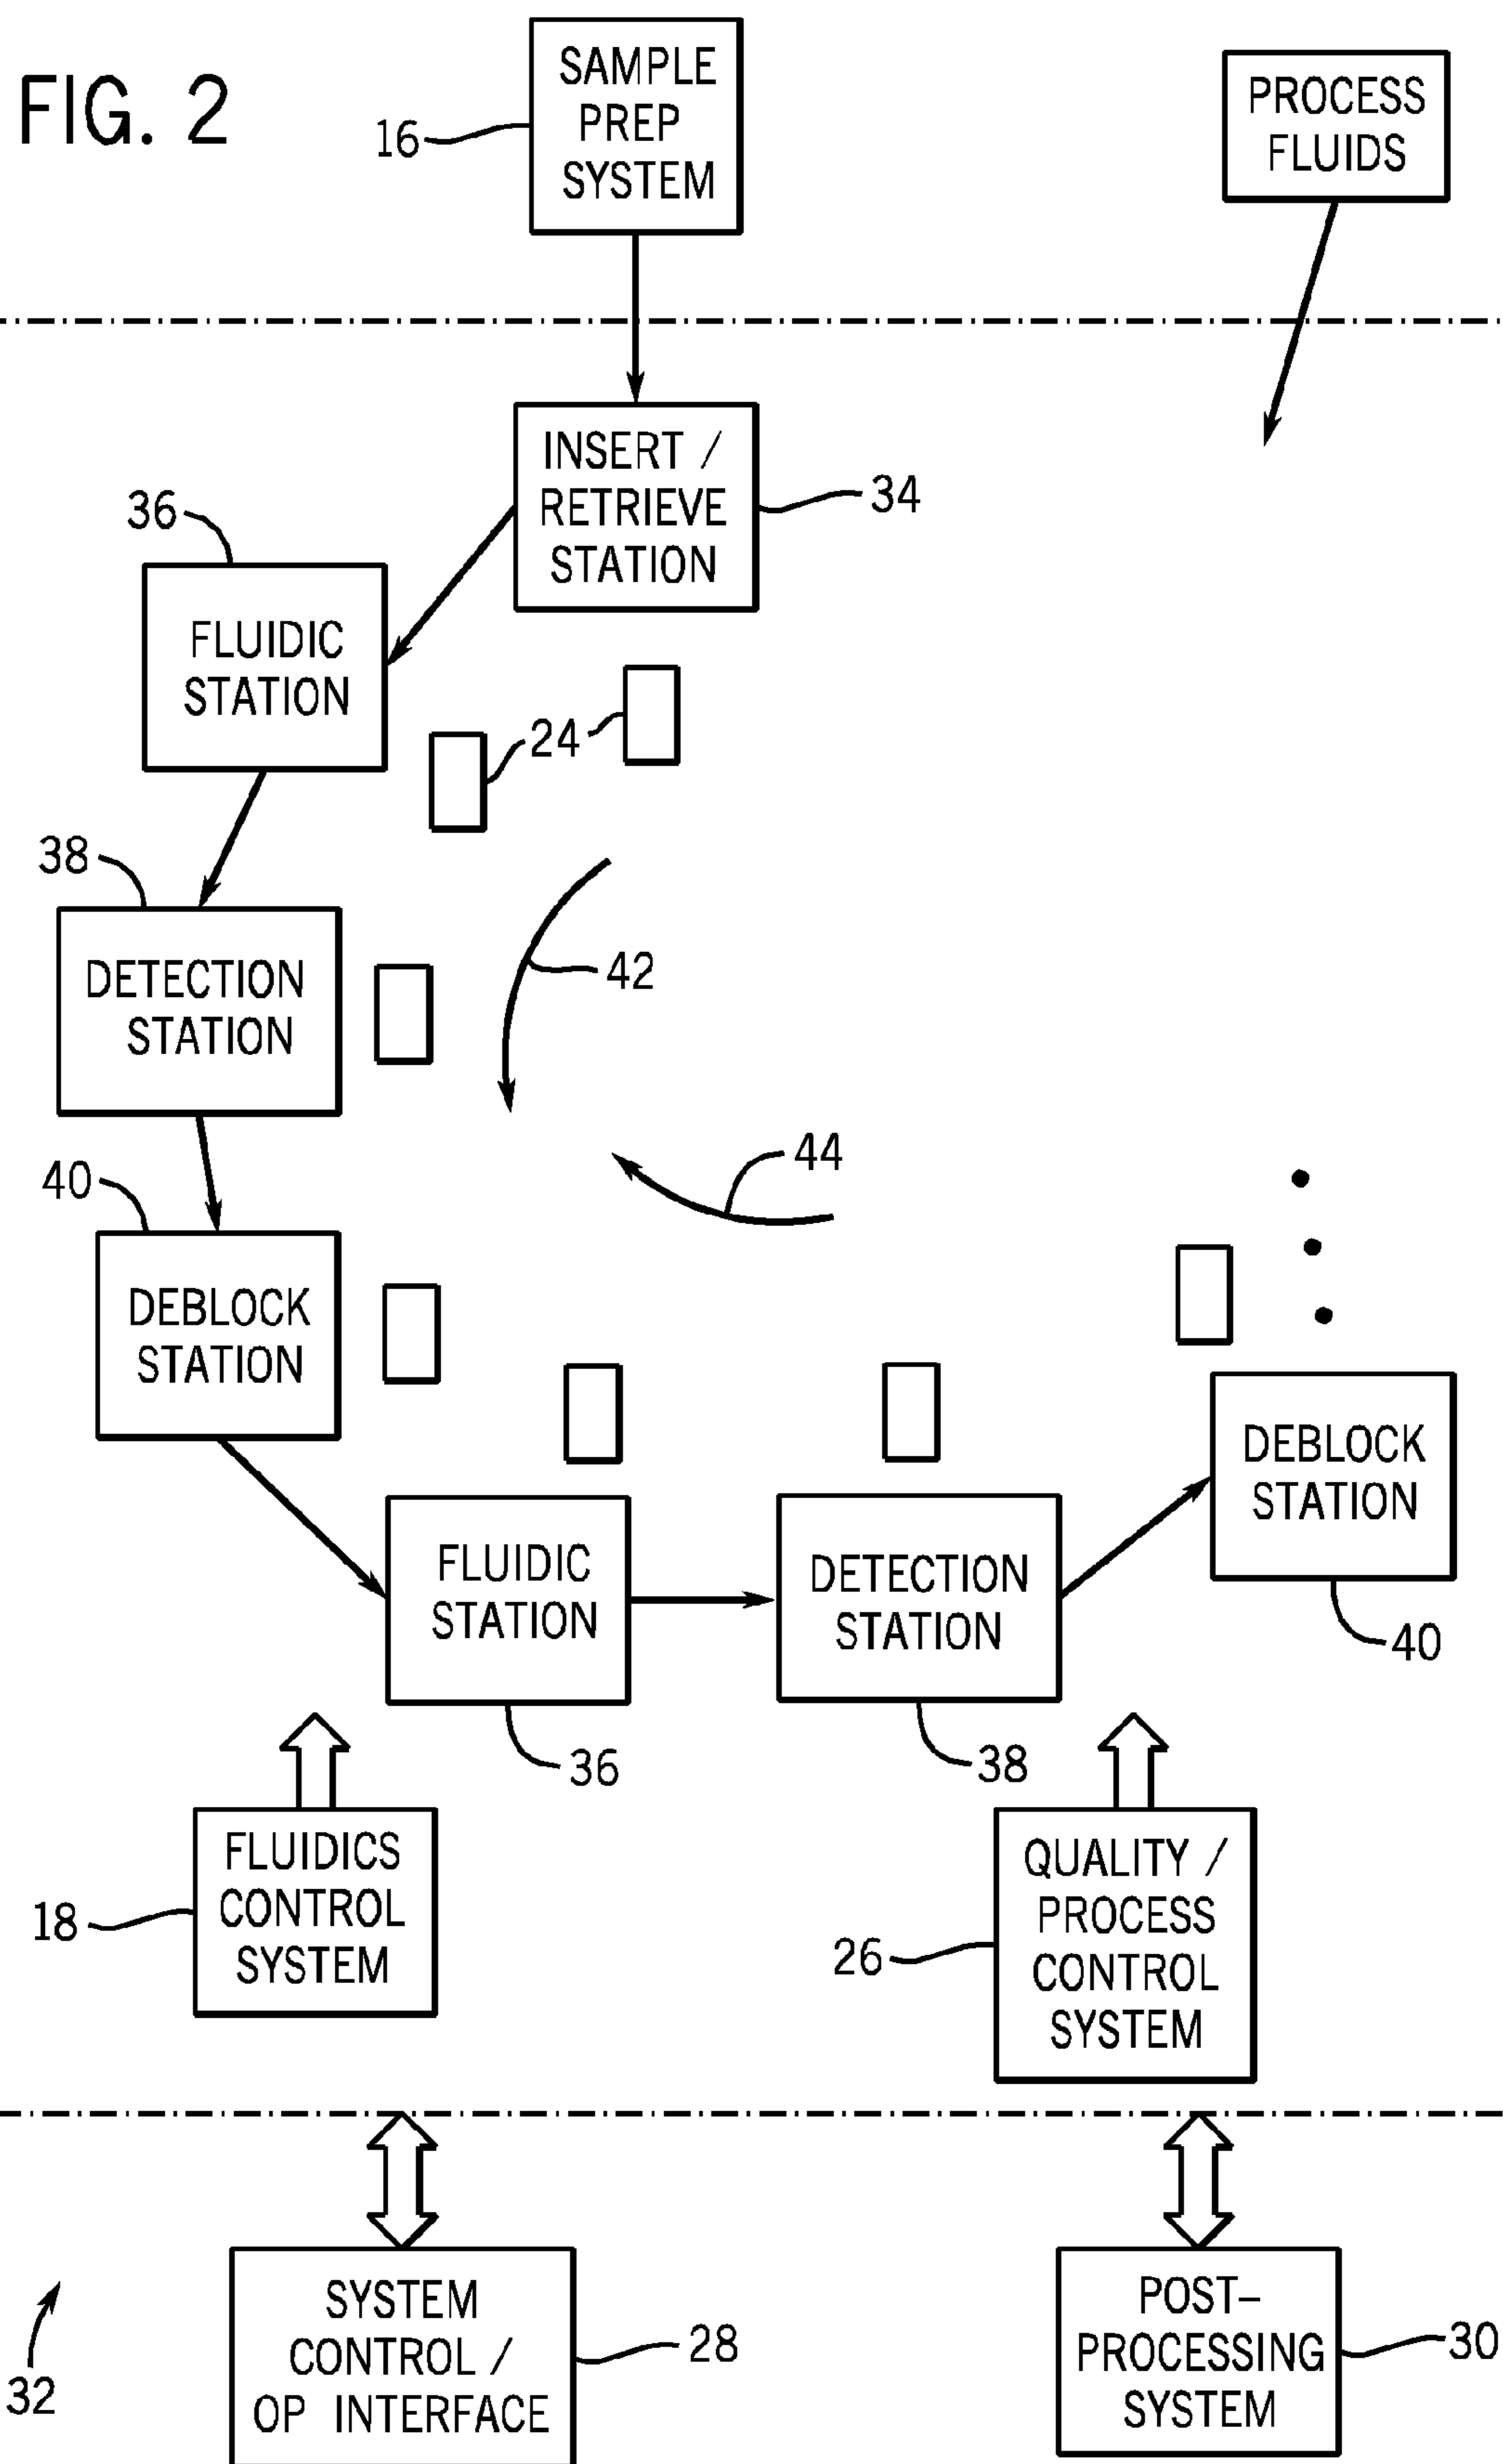 FIG. 2
SAMPLE
PREP
SYSTEM
16
PROCESS
FLUIDS
INSERT /
RETRIEVE
STATION
34
36
FLUIDIC
STATION
24
38
DETECTION
STATION
42
44
40
DEBLOCK
STATION
DEBLOCK
STATION
40
FLUIDIC
STATION
36
DETECTION
STATION
38
FLUIDICS
CONTROL
SYSTEM
18
QUALITY /
PROCESS
CONTROL
SYSTEM
26
SYSTEM
CONTROL /
OP INTERFACE
28
POST–
PROCESSING
SYSTEM
30
32